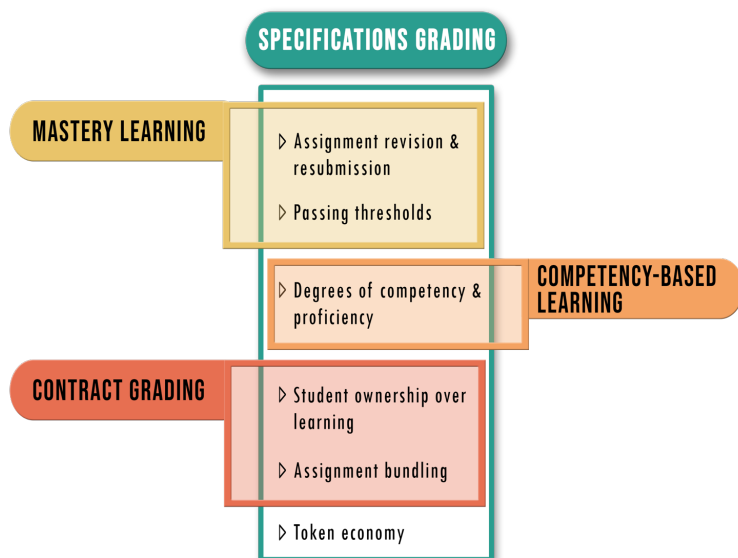 SPECIFICATIONS GRADING
MASTERY LEARNING
▷ Assignment revision &
resubmission
▷ Passing thresholds
COMPETENCY-BASED
LEARNING
▷ Degrees of competency &
proficiency
CONTRACT GRADING
▷ Student ownership over
learning
▷ Assignment bundling
▷ Token economy